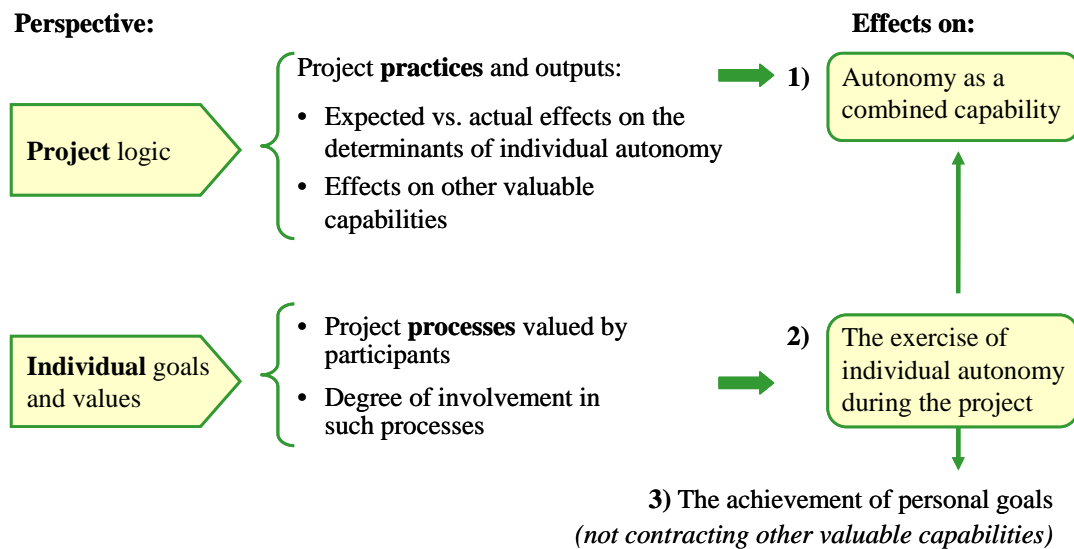 Perspective:
Effects on:
Project logic
Project practices and outputs:
• Expected vs. actual effects on the
determinants of individual autonomy
• Effects on other valuable
capabilities
1)
Autonomy as a
combined capability
Individual goals
and values
• Project processes valued by
participants
• Degree of involvement in
such processes
2)
The exercise of
individual autonomy
during the project
3) The achievement of personal goals
(not contracting other valuable capabilities)